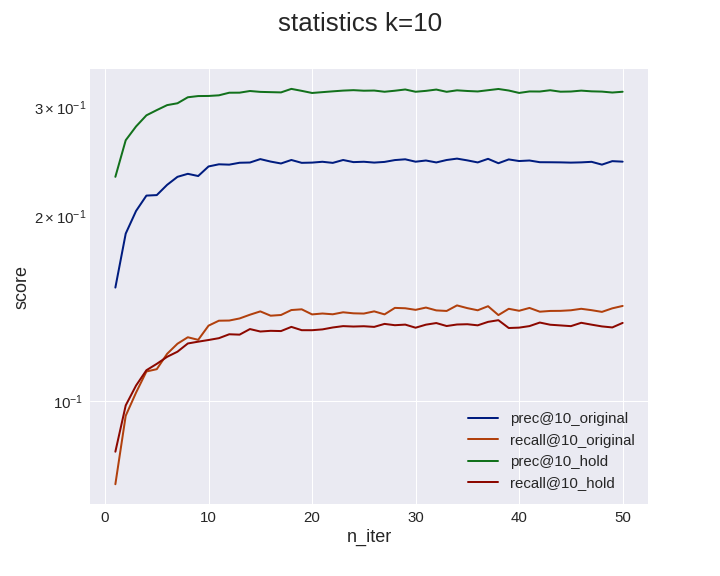 statistics k=10
score
3 × 10⁻¹
2 × 10⁻¹
10⁻¹
prec@10_original
recall@10_original
prec@10_hold
recall@10_hold
0 10 20 30 40 50
n_iter